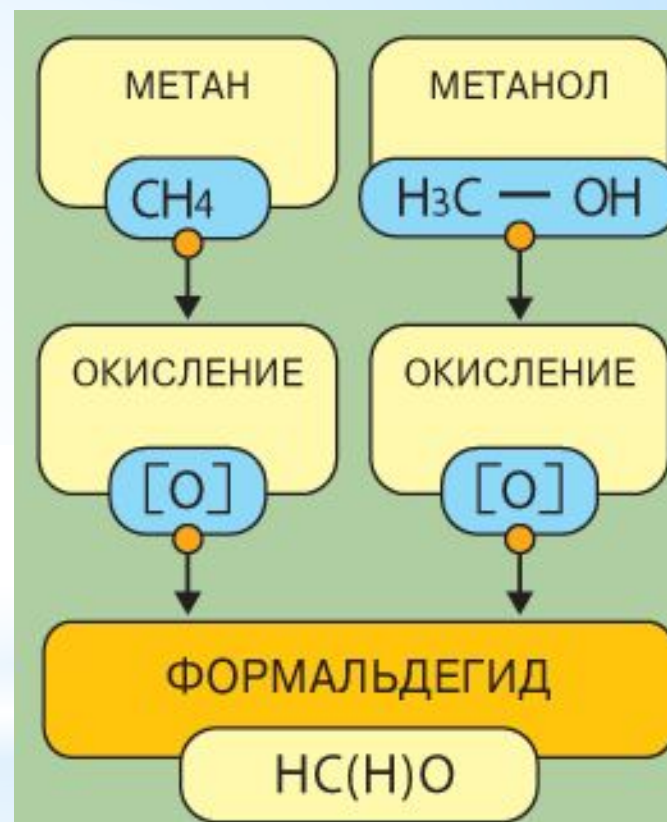 МЕТАН
CH4
МЕТАНОЛ
H3C — OH
ОКИСЛЕНИЕ
[O]
ОКИСЛЕНИЕ
[O]
ФОРМАЛЬДЕГИД
HC(H)O